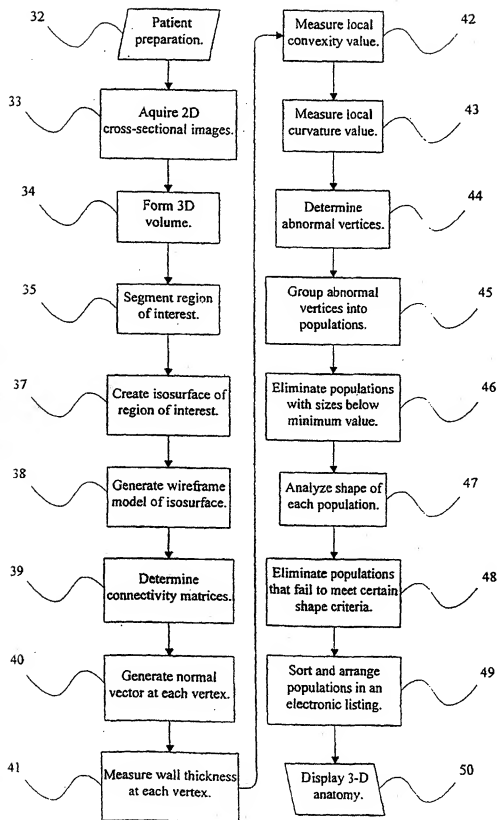 32
Patient
preparation.
33
Aquire 2D
cross-sectional images.
34
Form 3D
volume.
35
Segment region
of interest.
37
Create isosurface of
region of interest.
38
Generate wireframe
model of isosurface.
39
Determine
connectivity matrices.
40
Generate normal
vector at each vertex.
41
Measure wall thickness
at each vertex.
42
Measure local
convexity value.
43
Measure local
curvature value.
44
Determine
abnormal vertices.
45
Group abnormal
vertices into
populations.
46
Eliminate populations
with sizes below
minimum value.
47
Analyze shape of
each population.
48
Eliminate populations
that fail to meet certain
shape criteria.
49
Sort and arrange
populations in an
electronic listing.
50
Display 3-D
anatomy.